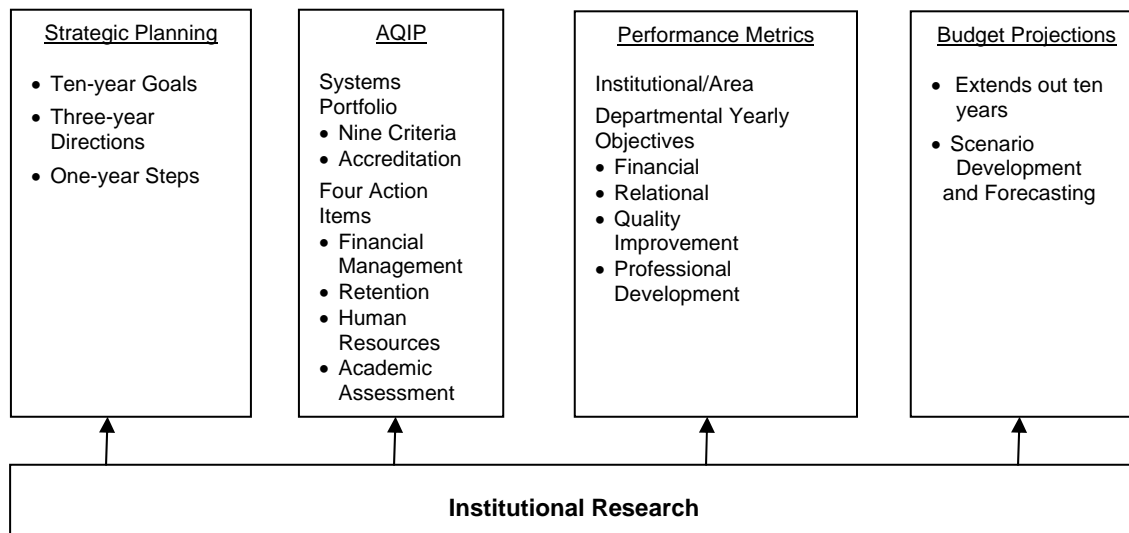 Strategic Planning
• Ten-year Goals
• Three-year
Directions
• One-year Steps
AQIP
Systems
Portfolio
• Nine Criteria
• Accreditation
Four Action
Items
• Financial
Management
• Retention
• Human
Resources
• Academic
Assessment
Performance Metrics
Institutional/Area
Departmental Yearly
Objectives
• Financial
• Relational
• Quality
Improvement
• Professional
Development
Budget Projections
• Extends out ten
years
• Scenario
Development
and Forecasting
Institutional Research